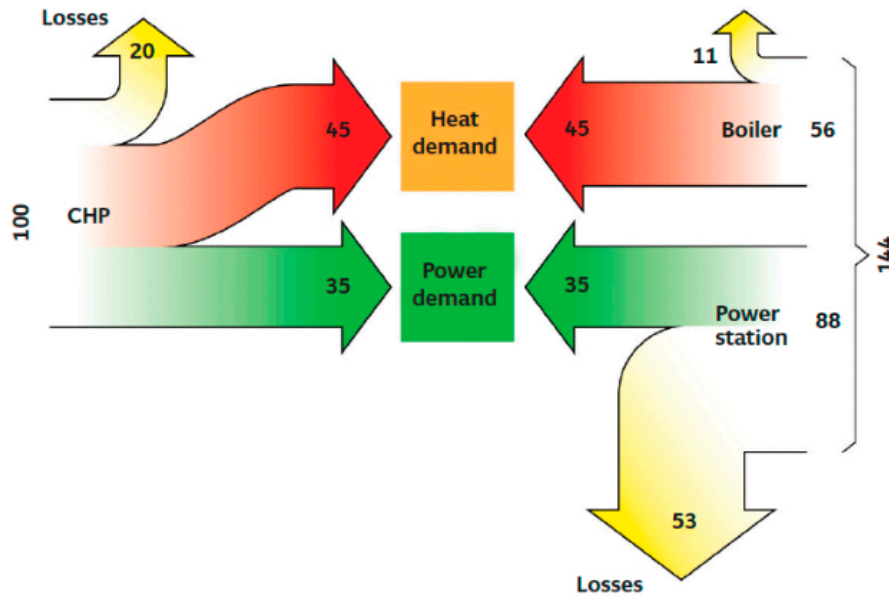 Losses
20
11
45
Heat
demand
45
Boiler
56
100
CHP
144
35
Power
demand
35
Power
station
88
53
Losses